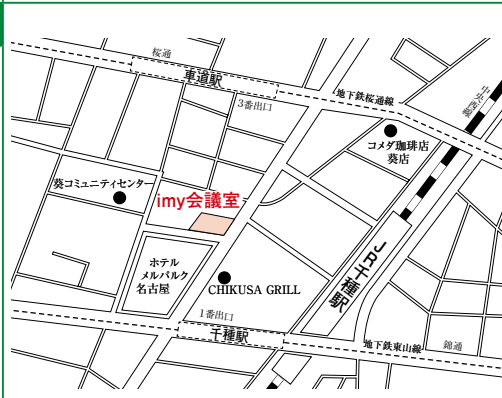 桜通
車道駅
3番出口
地下鉄桜通線
中央西線
コメダ珈琲店
葵店
葵コミュニティセンター
imy会議室
ホテル
メルパルク
名古屋
CHIKUSA GRILL
JR千種駅
1番出口
千種駅
地下鉄東山線
錦通